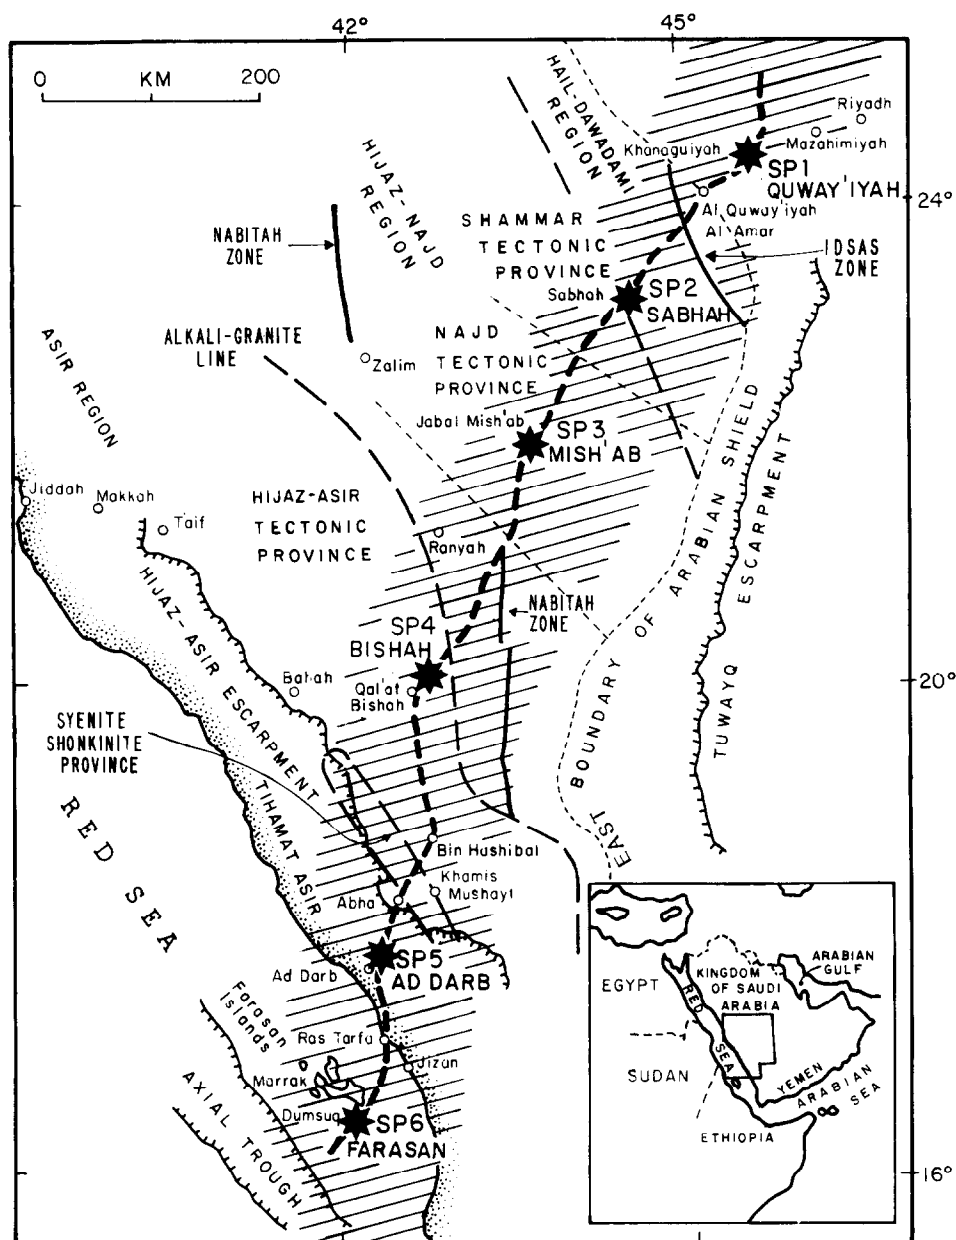 42°
45°
0 KM 200
HAIL-DAWADAMI
REGION
Riyadh
Mazahimiyah
Khanaguiyah
SP1
QUWAY'IYAH
24°
HIJAZ-NAJD
REGION
SHAMMAR
TECTONIC
PROVINCE
Al Quway'iyah
Al Amar
NABITAH
ZONE
IDSAS
ZONE
Sabhah
SP2
SABHAH
ALKALI-GRANITE
LINE
NAJD
TECTONIC
PROVINCE
Zalim
ASIR REGION
Jabal Mish'ab
SP3
MISH'AB
Jiddah
Makkah
Taif
HIJAZ-ASIR
TECTONIC
PROVINCE
Ranyah
EAST BOUNDARY OF ARABIAN SHIELD
TUWAYQ ESCARPMENT
NABITAH
ZONE
SP4
BISHAH
Qal'at
Bishah
20°
HIJAZ-ASIR ESCARPMENT
SYENITE
SHONKINITE
PROVINCE
TIHAMAT ASIR
RED SEA
Bin Hashibal
Khamis
Mushayt
Abha
SP5
AD DARB
Ad Darb
Farasan
Islands
Ras Tarfa
Jizan
Marrak
Dumsuq
SP6
FARASAN
AXIAL TROUGH
16°
EGYPT
KINGDOM
OF SAUDI
ARABIA
ARABIAN
GULF
RED SEA
SUDAN
YEMEN
ARABIAN
SEA
ETHIOPIA